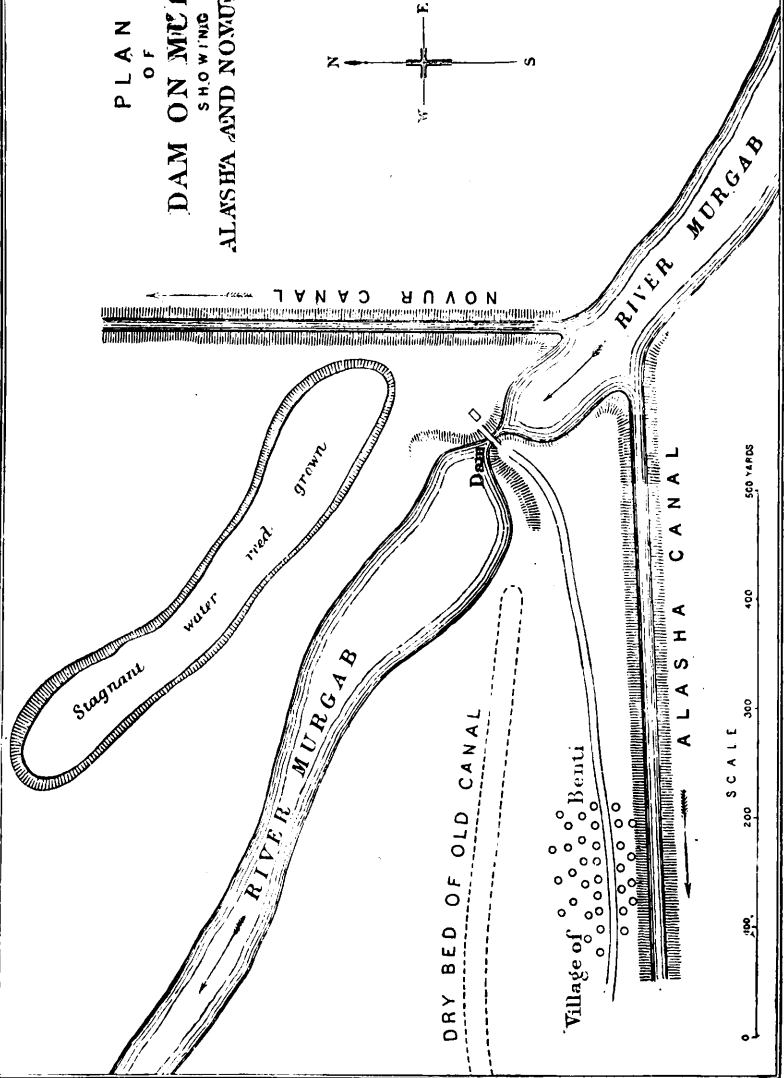 PLAN
OF
DAM ON MU
SHOWING
ALASHA AND NOVU
N
E
W
S
NOVUR CANAL
RIVER MURGAB
Dam
Stagnant water reed grown
RIVER MURGAB
DRY BED OF OLD CANAL
Village of Benti
ALASHA CANAL
SCALE
0 100 200 300 400 500 YARDS